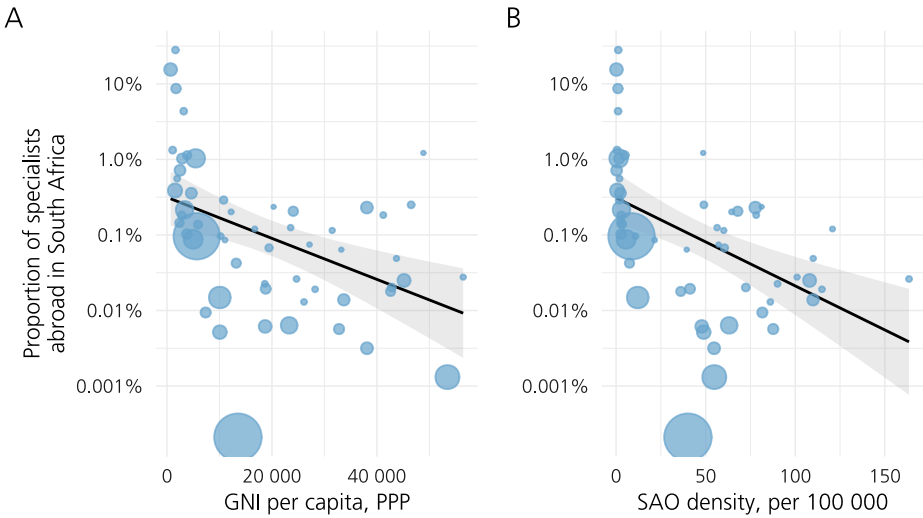 A
B
Proportion of specialists
abroad in South Africa
10%
1.0%
0.1%
0.01%
0.001%
0
20 000
40 000
GNI per capita, PPP
10%
1.0%
0.1%
0.01%
0.001%
0
50
100
150
SAO density, per 100 000